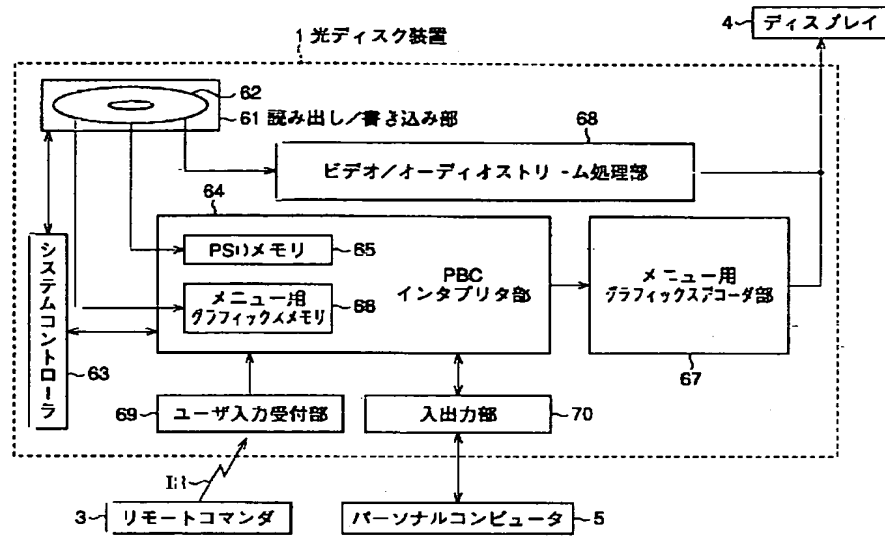 4 ディスプレイ
1 光ディスク装置
62
61 読み出し／書き込み部
68
ビデオ／オーディオストリーム処理部
64
PSDメモリ
65
PBC
インタプリタ部
メニュー用
グラフィックスメモリ
66
メニュー用
グラフィックスデコーダ部
67
システムコントローラ
63
69 ユーザ入力受付部
入出力部 70
IR
3 リモートコマンダ
パーソナルコンピュータ 5